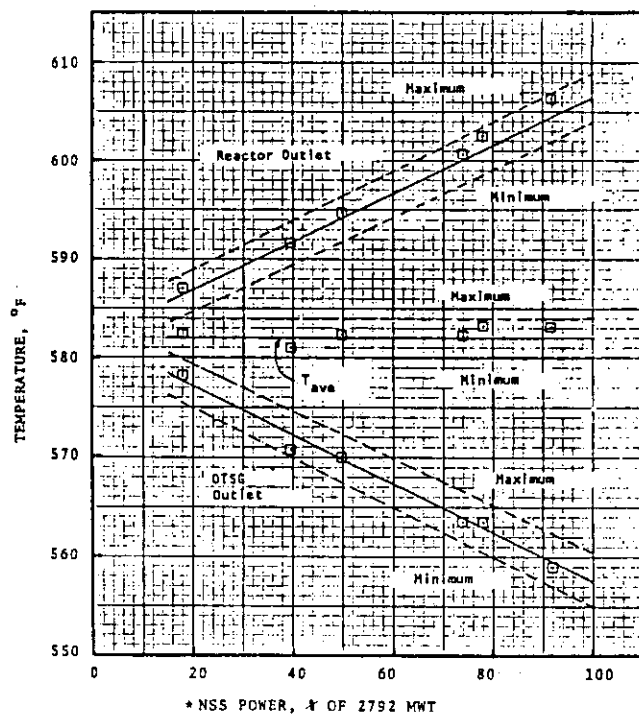 610
Maximum
Reactor Outlet
600
Minimum
590
Maximum
580
Tave
Minimum
570
OTSG
Outlet
Maximum
560
Minimum
550
TEMPERATURE, °F
0 20 40 60 80 100
* NSS POWER, % OF 2792 MWT